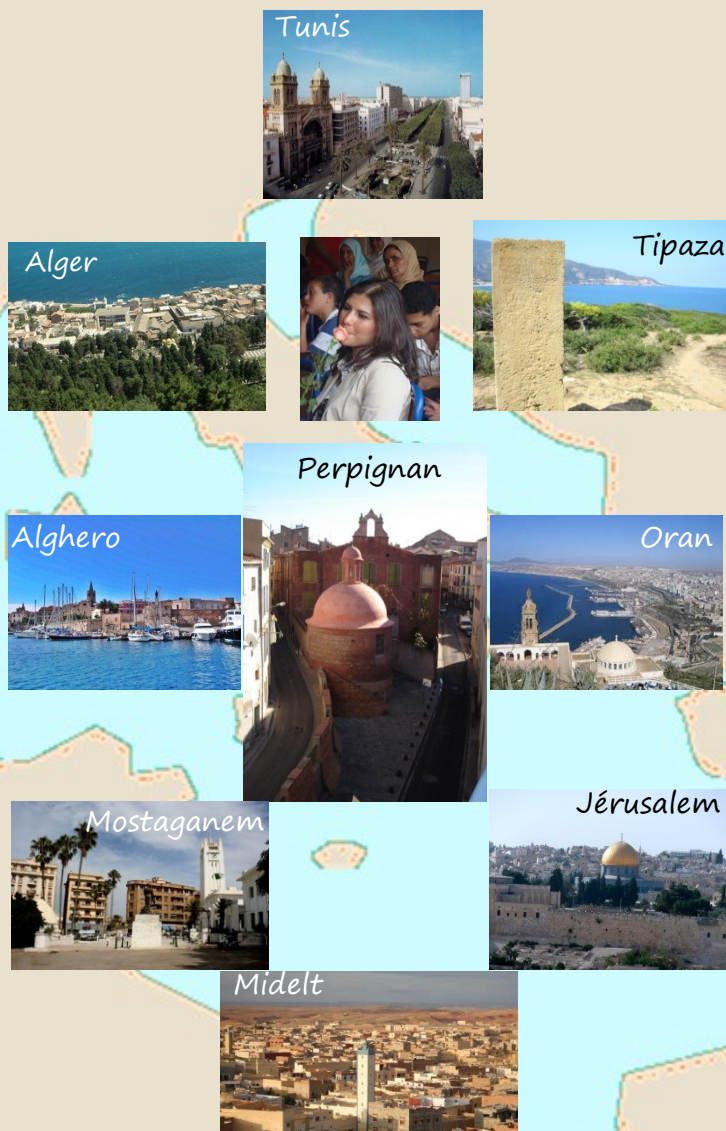 Tunis
Alger
Tipaza
Perpignan
Alghero
Oran
Mostaganem
Jérusalem
Midelt